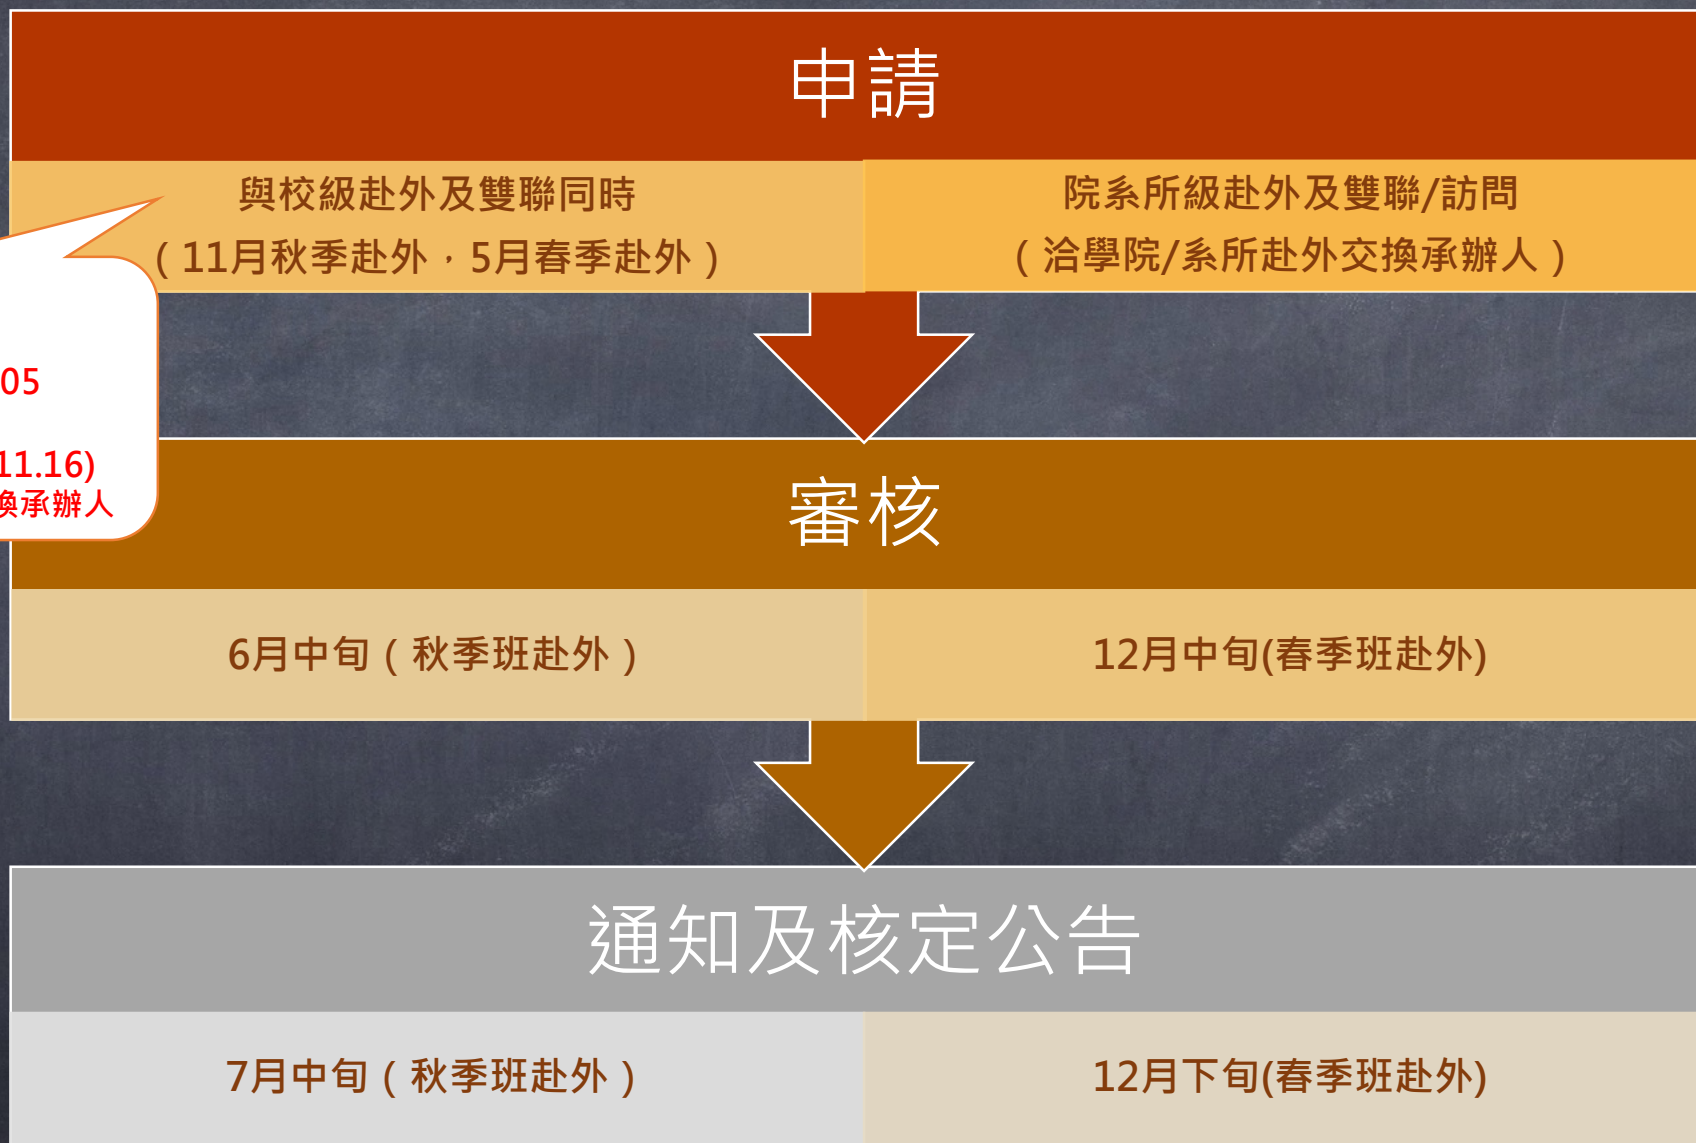 申請
與校級赴外及雙聯同時
（11月秋季赴外，5月春季赴外）
院系所級赴外及雙聯/訪問
（洽學院/系所赴外交換承辦人）
05
11.16)
換承辦人
審核
6月中旬（秋季班赴外）
12月中旬(春季班赴外)
通知及核定公告
7月中旬（秋季班赴外）
12月下旬(春季班赴外)